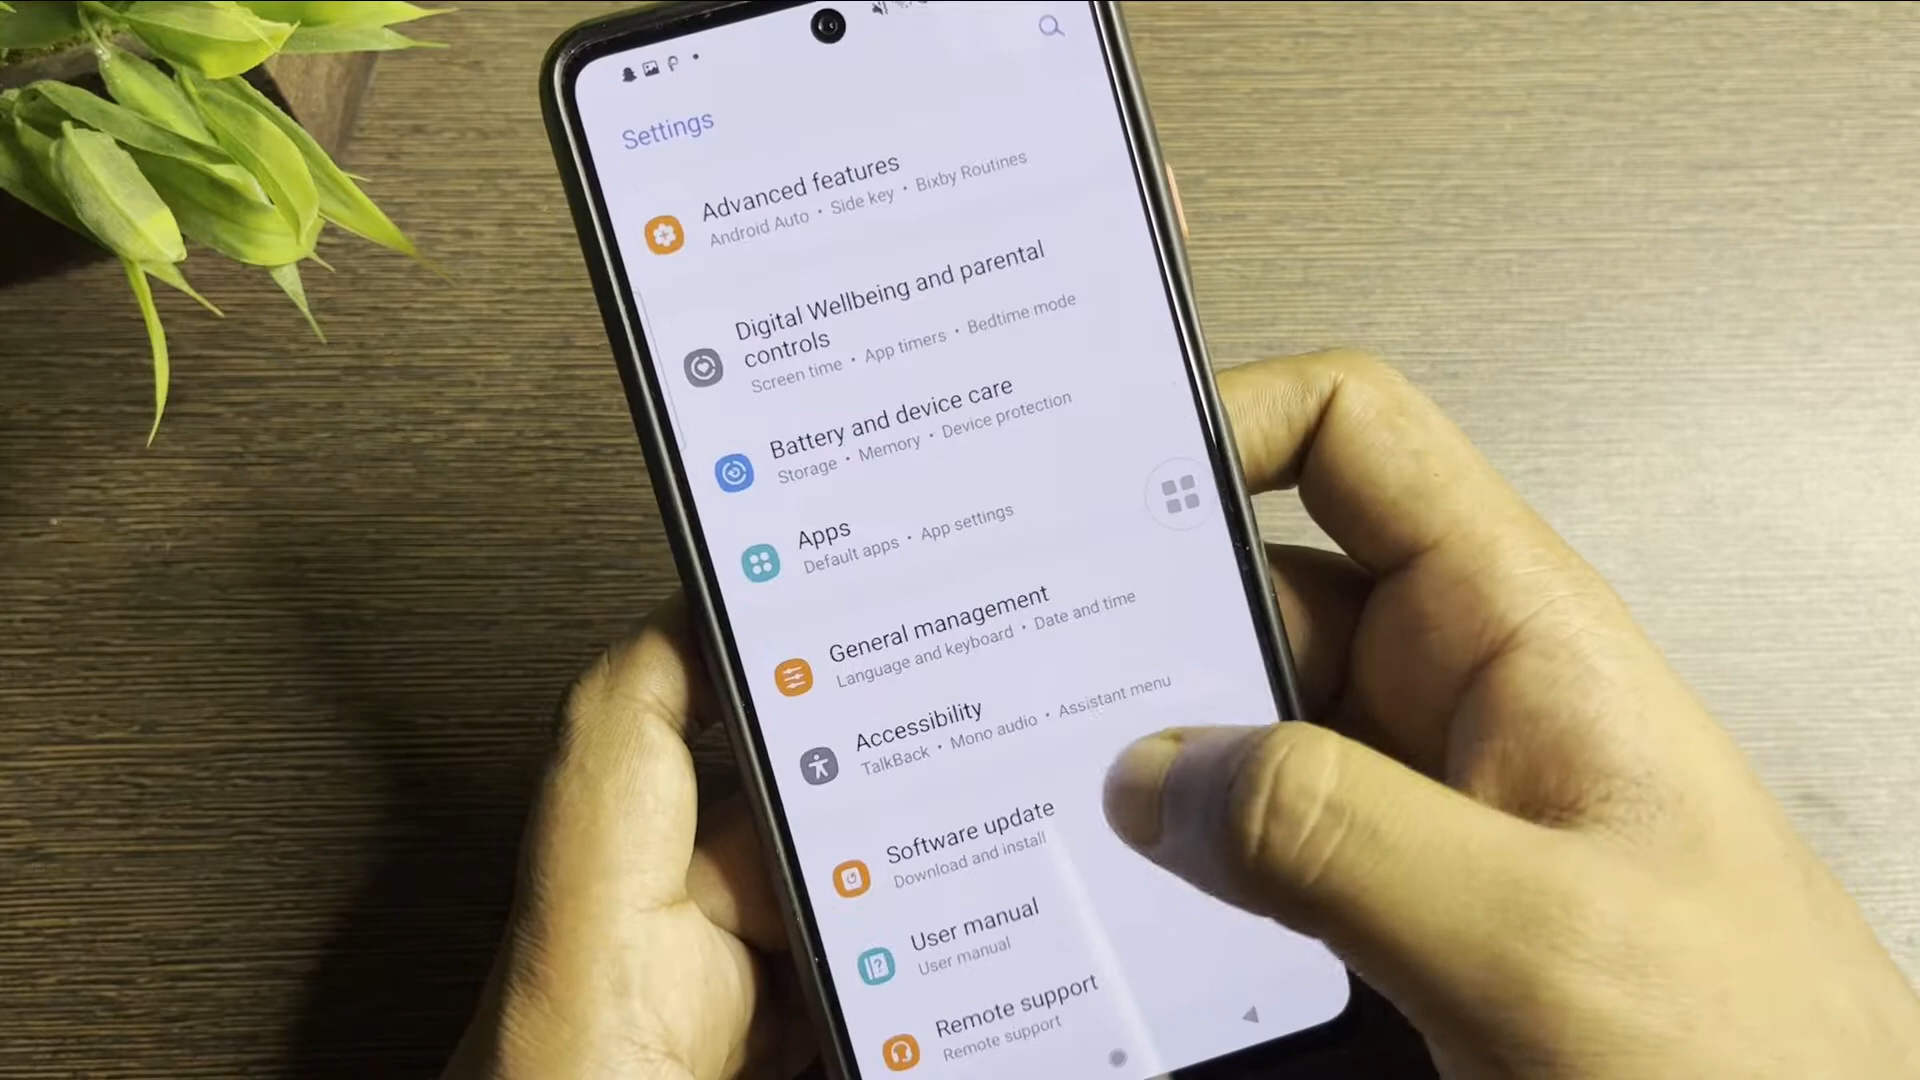 Settings
Advanced features
Android Auto • Side key • Bixby Routines
Digital Wellbeing and parental
controls
Screen time • App timers • Bedtime mode
Battery and device care
Storage • Memory • Device protection
Apps
Default apps • App settings
General management
Language and keyboard • Date and time
Accessibility
TalkBack • Mono audio • Assistant menu
Software update
Download and install
User manual
User manual
Remote support
Remote support